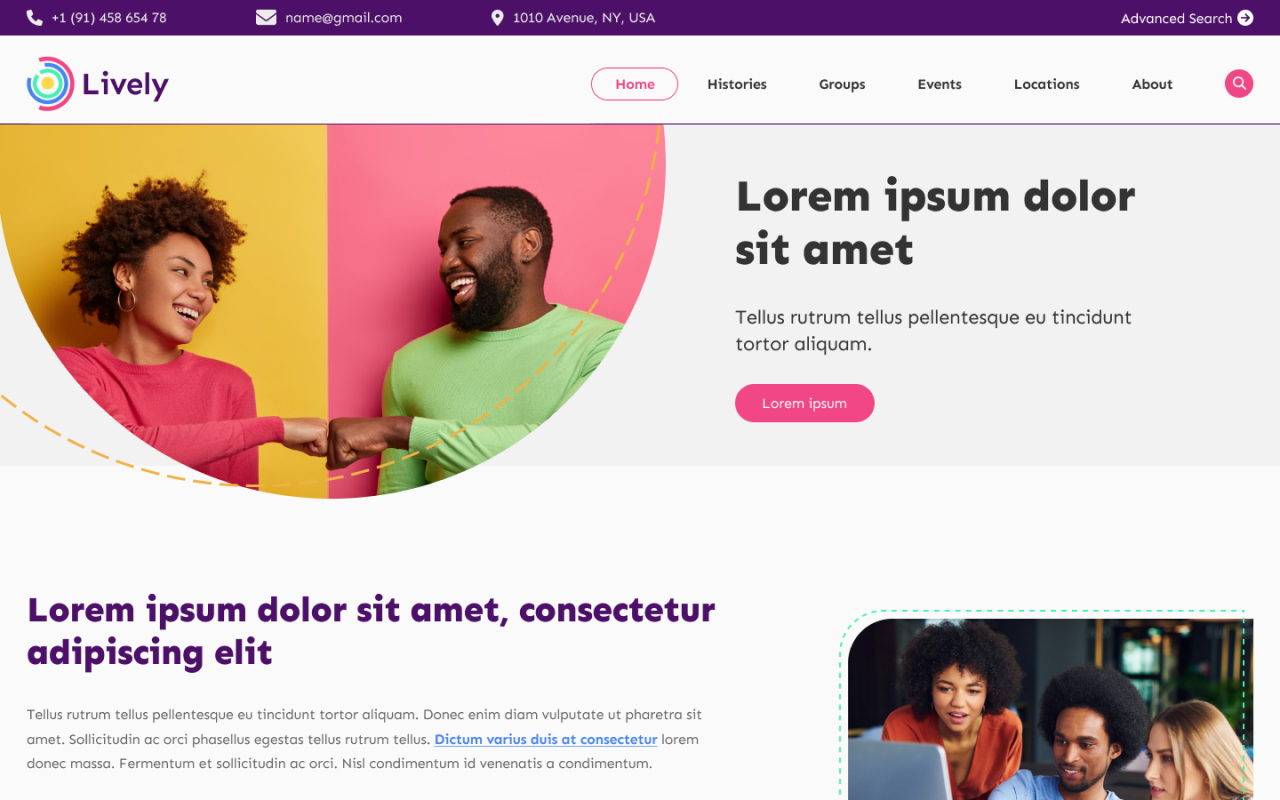 +1 (91) 458 654 78
name@gmail.com
1010 Avenue, NY, USA
Advanced Search
Lively
Home
Histories
Groups
Events
Locations
About
Lorem ipsum dolor
sit amet
Tellus rutrum tellus pellentesque eu tincidunt
tortor aliquam.
Lorem ipsum
Lorem ipsum dolor sit amet, consectetur
adipiscing elit
Tellus rutrum tellus pellentesque eu tincidunt tortor aliquam. Donec enim diam vulputate ut pharetra sit
amet. Sollicitudin ac orci phasellus egestas tellus rutrum tellus. Dictum varius duis at consectetur lorem
donec massa. Fermentum et sollicitudin ac orci. Nisl condimentum id venenatis a condimentum.